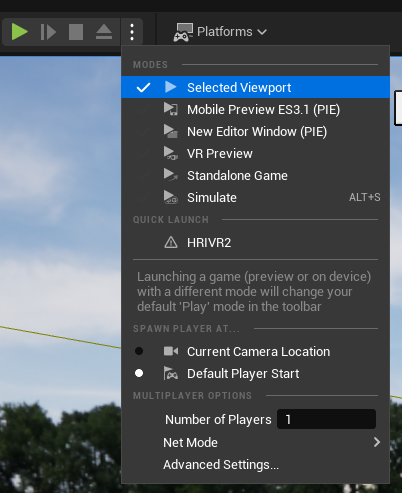 Platforms
MODES
Selected Viewport
Mobile Preview ES3.1 (PIE)
New Editor Window (PIE)
VR Preview
Standalone Game
Simulate ALT+S
QUICK LAUNCH
HRIVR2
Launching a game (preview or on device)
with a different mode will change your
default 'Play' mode in the toolbar
SPAWN PLAYER AT...
Current Camera Location
Default Player Start
MULTIPLAYER OPTIONS
Number of Players 1
Net Mode
Advanced Settings...